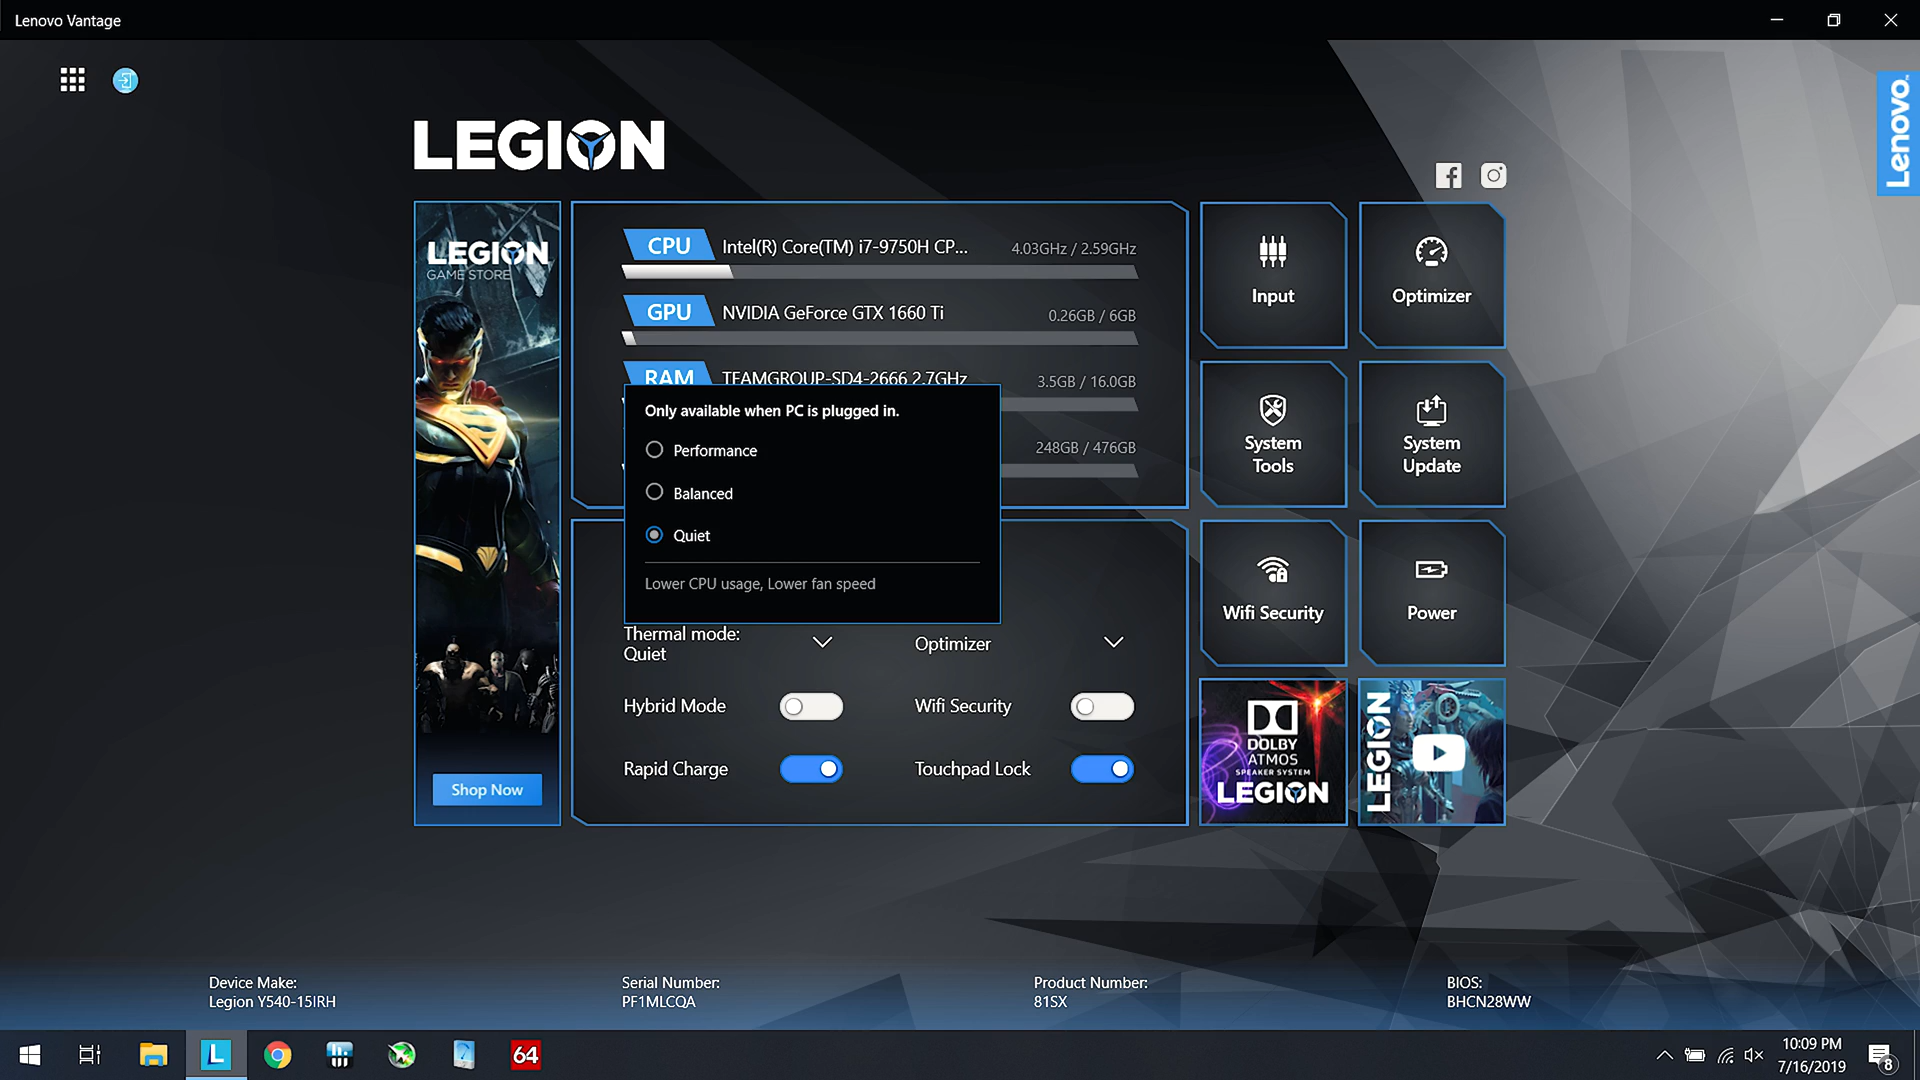 Lenovo Vantage
Lenovo
LEGION
LEGION
GAME STORE
Shop Now
CPU Intel(R) Core(TM) i7-9750H CP... 4.03GHz / 2.59GHz
GPU NVIDIA GeForce GTX 1660 Ti 0.26GB / 6GB
RAM TEAMGROUP-SD4-2666 2.7GHz 3.5GB / 16.0GB
248GB / 476GB
Only available when PC is plugged in.
Performance
Balanced
Quiet
Lower CPU usage, Lower fan speed
Thermal mode:
Quiet
Optimizer
Hybrid Mode
Wifi Security
Rapid Charge
Touchpad Lock
Input
Optimizer
System
Tools
System
Update
Wifi Security
Power
DOLBY
ATMOS
SPEAKER SYSTEM
LEGION
LEGION
Device Make:
Legion Y540-15IRH
Serial Number:
PF1MLCQA
Product Number:
81SX
BIOS:
BHCN28WW
L
64
10:09 PM
7/16/2019
8